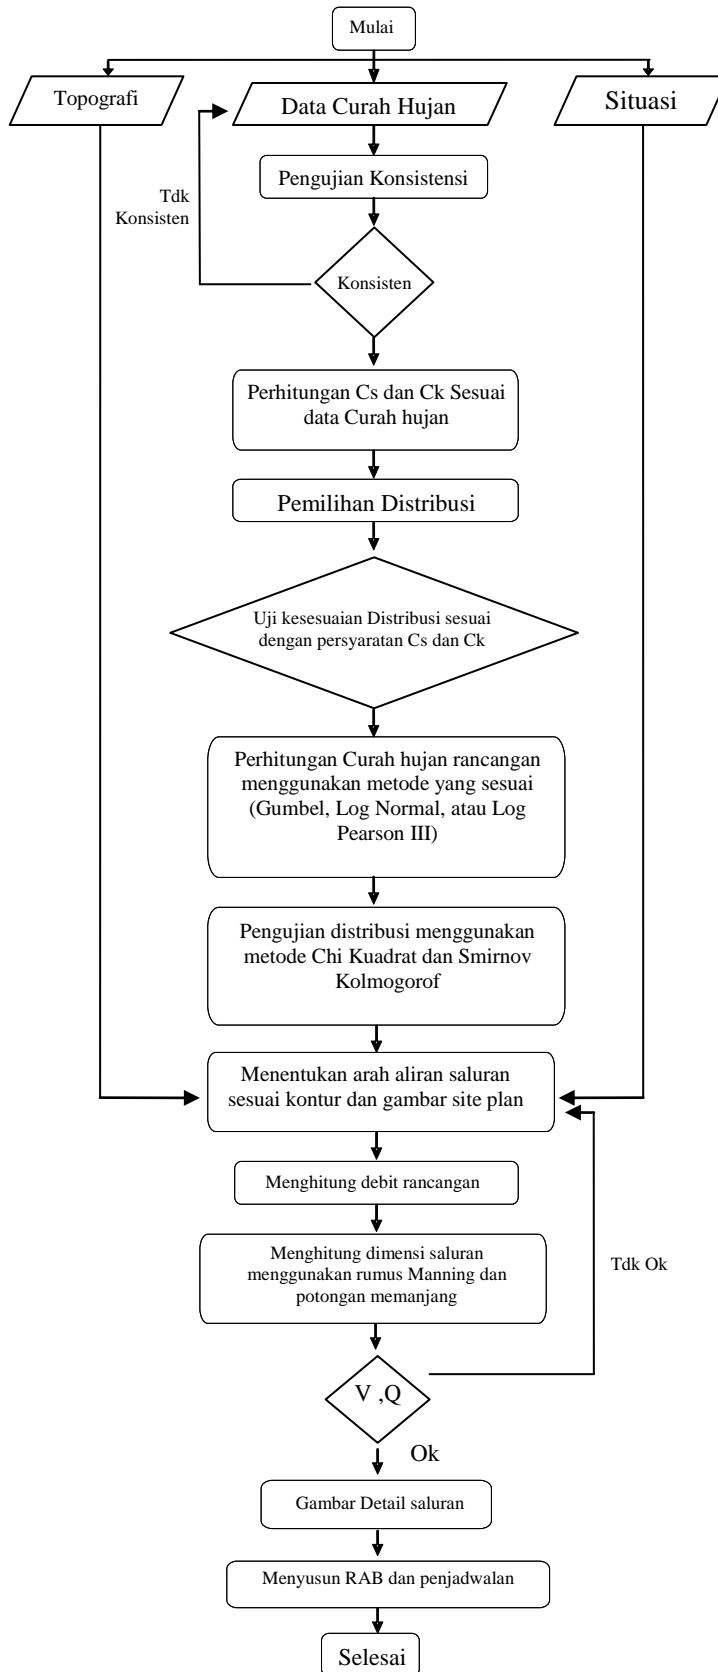 Mulai
Topografi
Data Curah Hujan
Situasi
Pengujian Konsistensi
Tdk
Konsisten
Konsisten
Perhitungan Cs dan Ck Sesuai
data Curah hujan
Pemilihan Distribusi
Uji kesesuaian Distribusi sesuai
dengan persyaratan Cs dan Ck
Perhitungan Curah hujan rancangan
menggunakan metode yang sesuai
(Gumbel, Log Normal, atau Log
Pearson III)
Pengujian distribusi menggunakan
metode Chi Kuadrat dan Smirnov
Kolmogorof
Menentukan arah aliran saluran
sesuai kontur dan gambar site plan
Menghitung debit rancangan
Menghitung dimensi saluran
menggunakan rumus Manning dan
potongan memanjang
Tdk Ok
V ,Q
Ok
Gambar Detail saluran
Menyusun RAB dan penjadwalan
Selesai